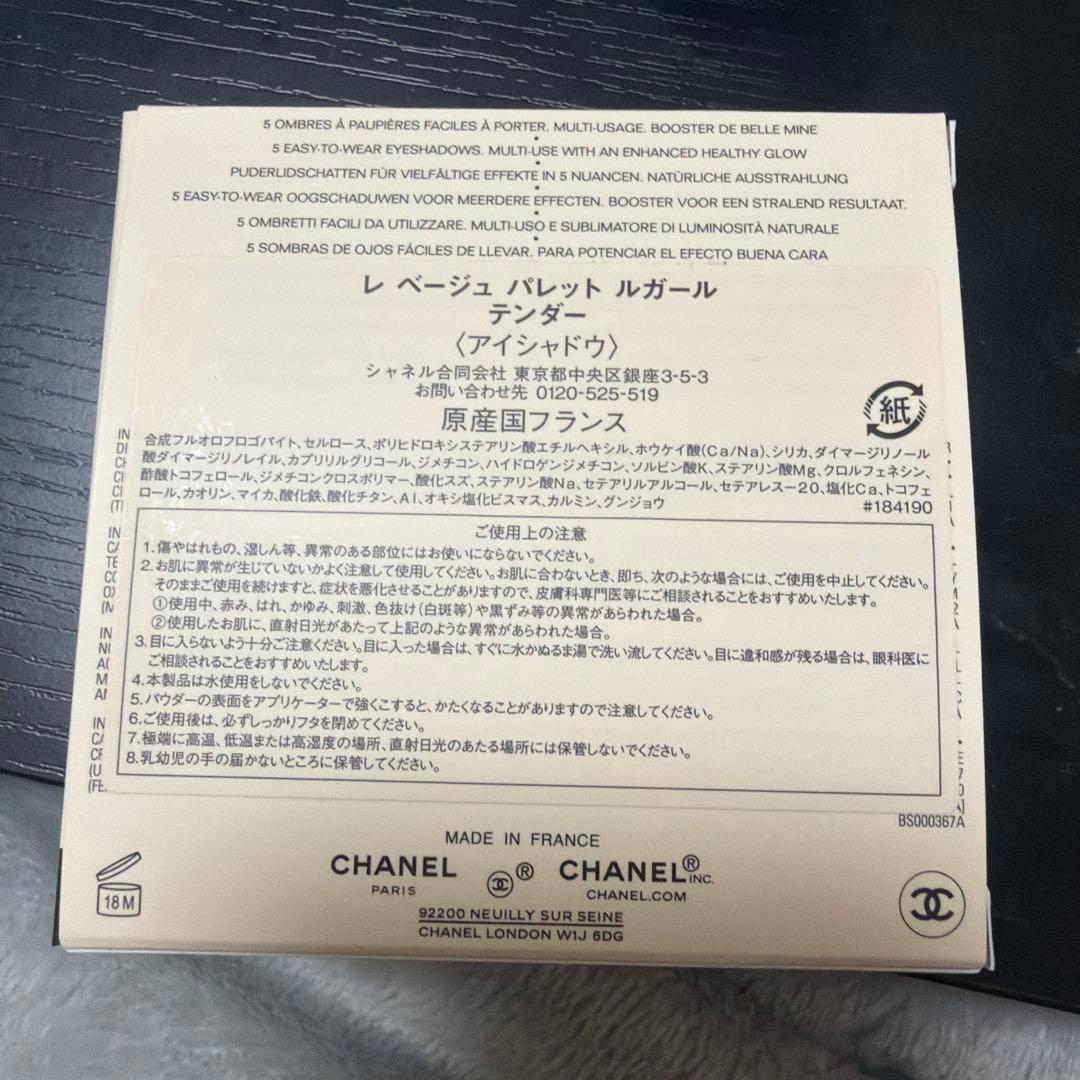 5 OMBRES À PAUPIÈRES FACILES À PORTER. MULTI-USAGE. BOOSTER DE BELLE MINE
•
5 EASY-TO-WEAR EYESHADOWS. MULTI-USE WITH AN ENHANCED HEALTHY GLOW
•
PUDERLIDSCHATTEN FÜR VIELFÄLTIGE EFFEKTE IN 5 NUANCEN. NATÜRLICHE AUSSTRAHLUNG
•
5 EASY-TO-WEAR OOGSCHADUWEN VOOR MEERDERE EFFECTEN. BOOSTER VOOR EEN STRALEND RESULTAAT.
•
5 OMBRETTI FACILI DA UTILIZZARE. MULTI-USO E SUBLIMATORE DI LUMINOSITÀ NATURALE
•
5 SOMBRAS DE OJOS FÁCILES DE LLEVAR. PARA POTENCIAR EL EFECTO BUENA CARA
レ ベージュ パレット ルガール
テンダー
〈アイシャドウ〉
シャネル合同会社 東京都中央区銀座3-5-3
お問い合わせ先 0120-525-519
原産国フランス
紙
合成フルオロフロゴパイト、セルロース、ポリヒドロキシステアリン酸エチルヘキシル、ホウケイ酸(Ca/Na)、シリカ、ダイマージリノール
酸ダイマージリノレイル、カプリリルグリコール、ジメチコン、ハイドロゲンジメチコン、ソルビン酸K、ステアリン酸Mg、クロルフェネシン、
酢酸トコフェロール、ジメチコンクロスポリマー、酸化スズ、ステアリン酸Na、セテアリルアルコール、セテアレスー20、塩化Ca、トコフェ
ロール、カオリン、マイカ、酸化鉄、酸化チタン、Al、オキシ塩化ビスマス、カルミン、グンジョウ
#184190
ご使用上の注意
1.傷やはれもの、湿しん等、異常のある部位にはお使いにならないでください。
2.お肌に異常が生じていないかよく注意して使用してください。お肌に合わないとき、即ち、次のような場合には、ご使用を中止してください。
そのままご使用を続けますと、症状を悪化させることがありますので、皮膚科専門医等にご相談されることをおすすめいたします。
①使用中、赤み、はれ、かゆみ、刺激、色抜け(白斑等)や黒ずみ等の異常があらわれた場合。
②使用したお肌に、直射日光があたって上記のような異常があらわれた場合。
3.目に入らないよう十分ご注意ください。目に入った場合は、すぐに水かぬるま湯で洗い流してください。目に違和感が残る場合は、眼科医に
ご相談されることをおすすめいたします。
4.本製品は水使用をしないでください。
5.パウダーの表面をアプリケーターで強くこすると、かたくなることがありますので注意してください。
6.ご使用後は、必ずしっかりフタを閉めてください。
7.極端に高温、低温または高湿度の場所、直射日光のあたる場所には保管しないでください。
8.乳幼児の手の届かないところに保管してください。
BS000367A
MADE IN FRANCE
CHANEL
PARIS
®
CHANEL® INC.
CHANEL.COM
92200 NEUILLY SUR SEINE
CHANEL LONDON W1J 6DG
18 M